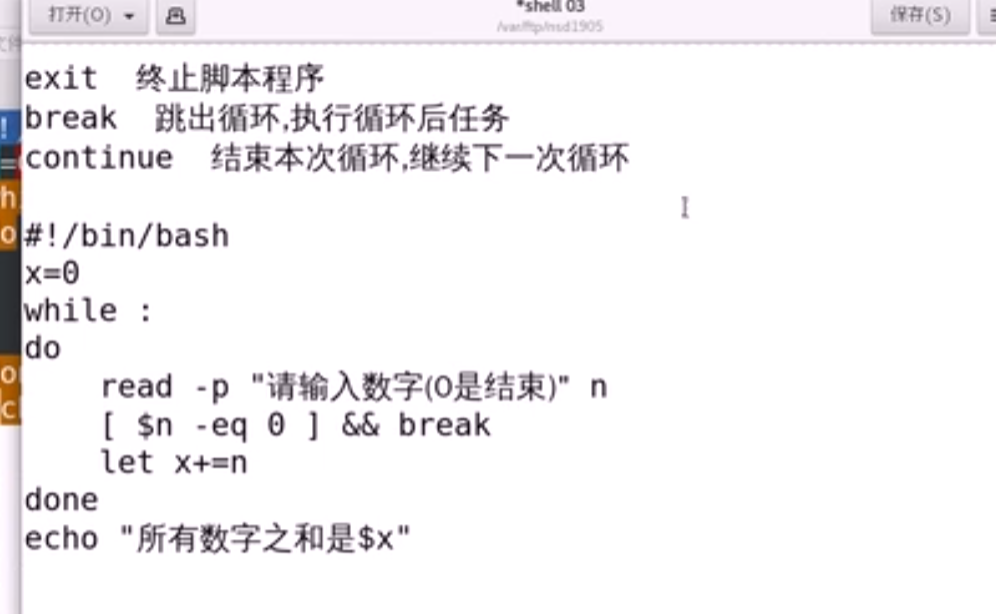 打开(O)
*shell 03
/var/ftp/nsd1905
保存(S)
exit  终止脚本程序
break  跳出循环,执行循环后任务
continue  结束本次循环,继续下一次循环
#!/bin/bash
x=0
while :
do
    read -p "请输入数字(0是结束)" n
    [ $n -eq 0 ] && break
    let x+=n
done
echo "所有数字之和是$x"